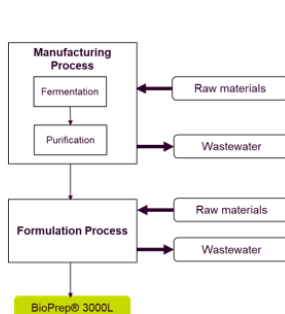 Manufacturing
Process
Fermentation
Raw materials
Purification
Wastewater
Raw materials
Formulation Process
Wastewater
BioPrep® 3000L